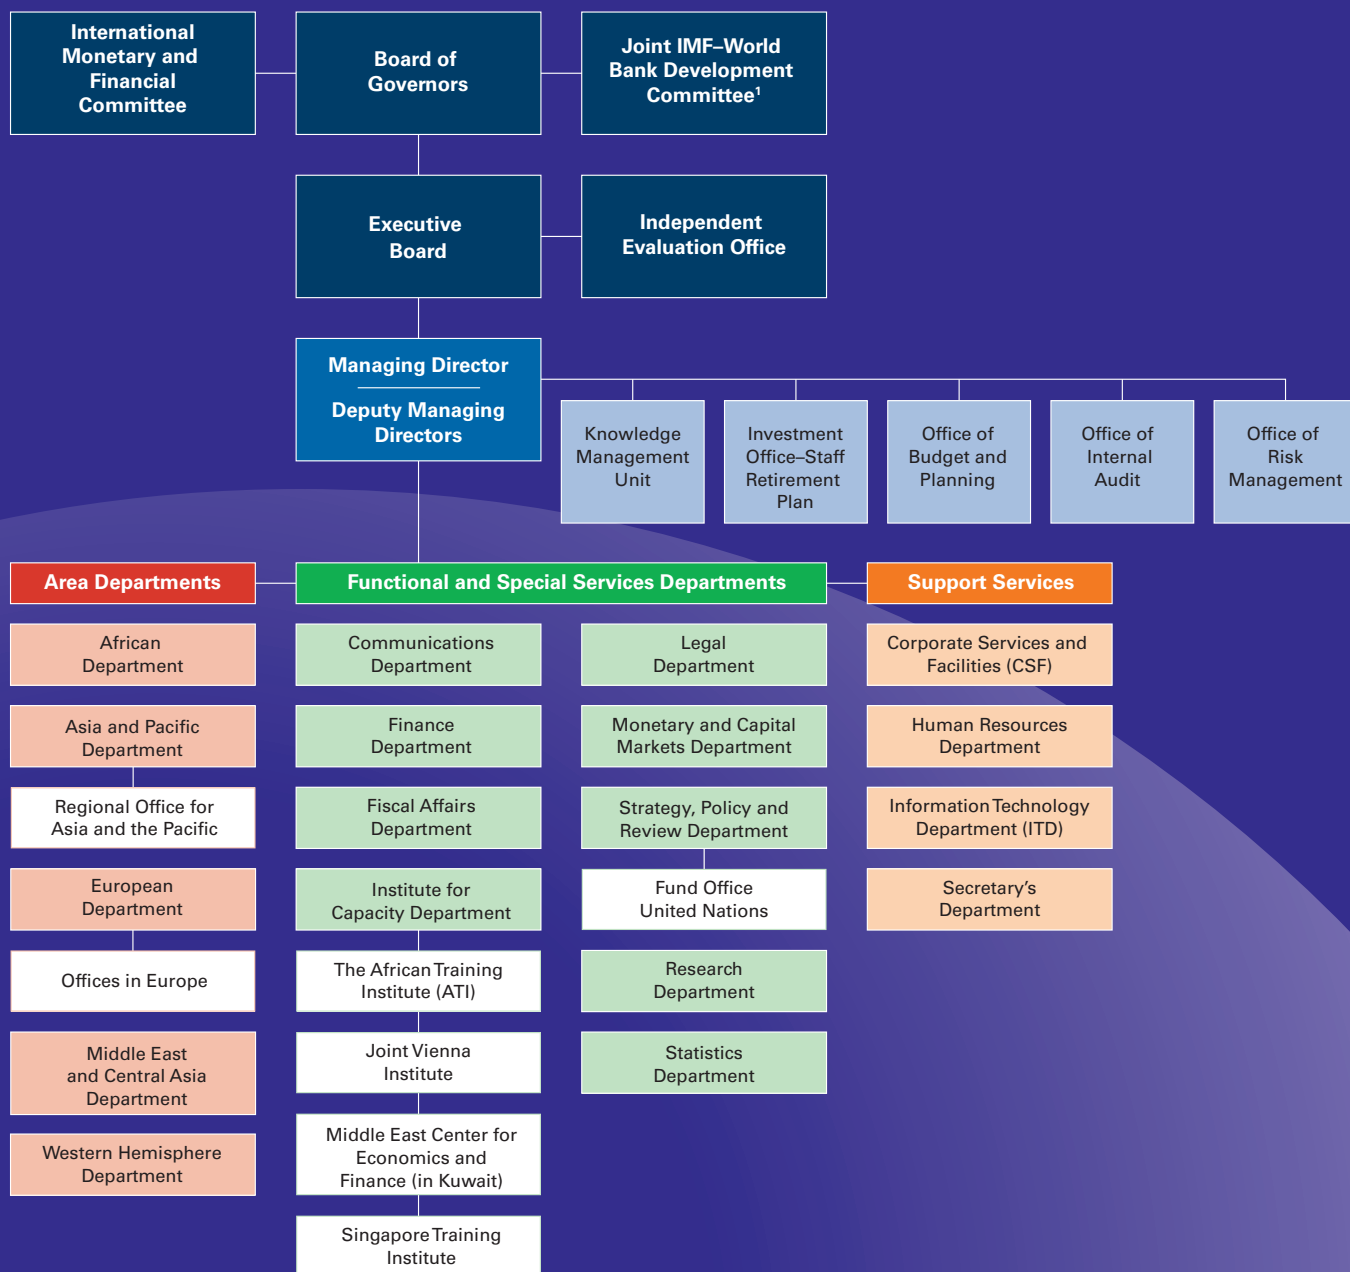 International
Monetary and
Financial
Committee
Board of
Governors
Joint IMF–World
Bank Development
Committee¹
Executive
Board
Independent
Evaluation Office
Managing Director
Deputy Managing
Directors
Knowledge
Management
Unit
Investment
Office–Staff
Retirement
Plan
Office of
Budget and
Planning
Office of
Internal
Audit
Office of
Risk
Management
Area Departments
Functional and Special Services Departments
Support Services
African
Department
Asia and Pacific
Department
Regional Office for
Asia and the Pacific
European
Department
Offices in Europe
Middle East
and Central Asia
Department
Western Hemisphere
Department
Communications
Department
Finance
Department
Fiscal Affairs
Department
Institute for
Capacity Department
The African Training
Institute (ATI)
Joint Vienna
Institute
Middle East Center for
Economics and
Finance (in Kuwait)
Singapore Training
Institute
Legal
Department
Monetary and Capital
Markets Department
Strategy, Policy and
Review Department
Fund Office
United Nations
Research
Department
Statistics
Department
Corporate Services and
Facilities (CSF)
Human Resources
Department
Information Technology
Department (ITD)
Secretary's
Department